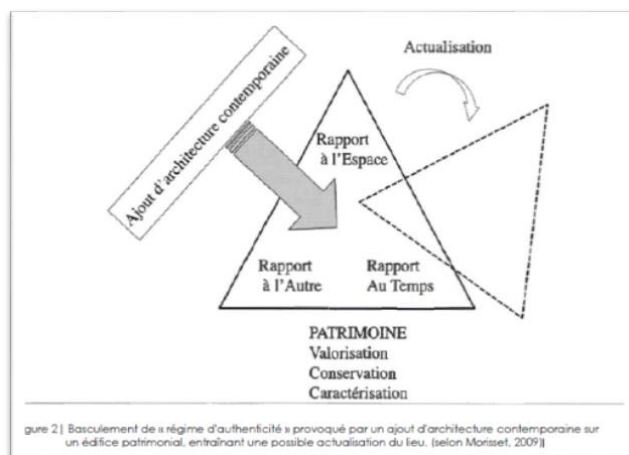 Actualisation
Ajout d'architecture contemporaine
Rapport
à l'Espace
Rapport
à l'Autre
Rapport
Au Temps
PATRIMOINE
Valorisation
Conservation
Caractérisation
gure 2| Basculement de « régime d'authenticité » provoqué par un ajout d'architecture contemporaine sur
un édifice patrimonial, entraînant une possible actualisation du lieu. (selon Morisset, 2009)|